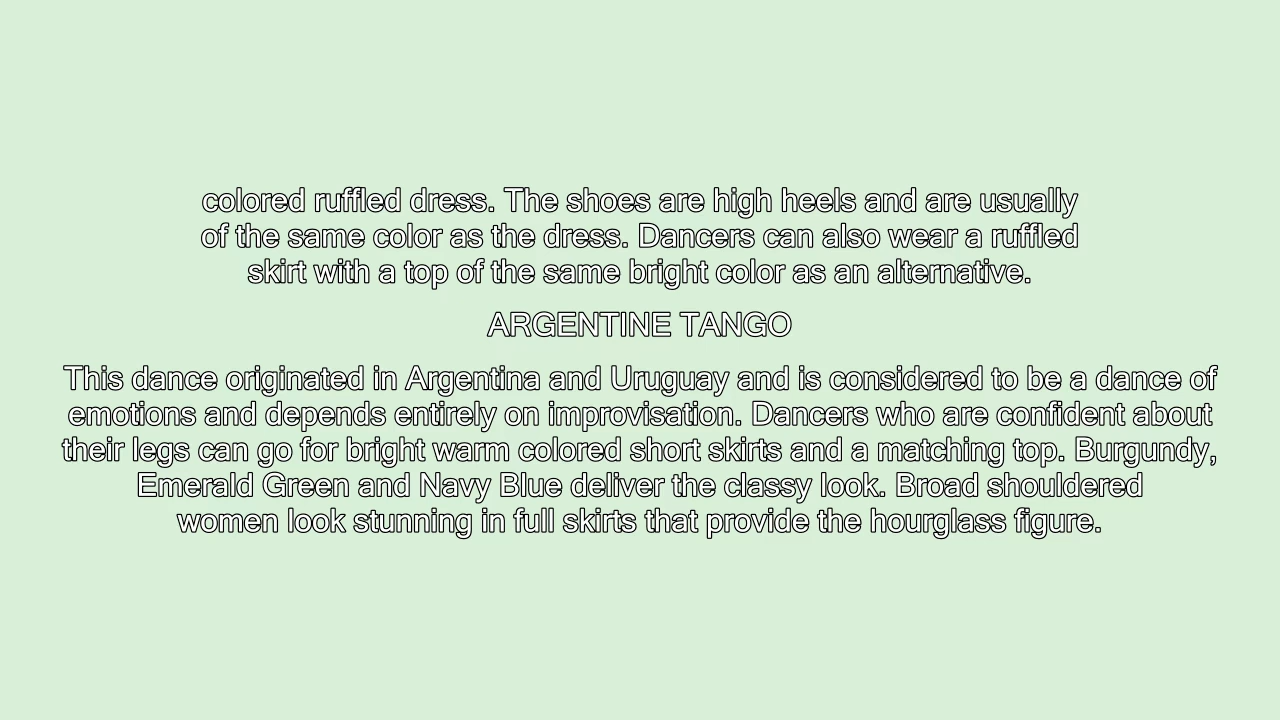 colored ruffled dress. The shoes are high heels and are usually
of the same color as the dress. Dancers can also wear a ruffled
skirt with a top of the same bright color as an alternative.
ARGENTINE TANGO
This dance originated in Argentina and Uruguay and is considered to be a dance of
emotions and depends entirely on improvisation. Dancers who are confident about
their legs can go for bright warm colored short skirts and a matching top. Burgundy,
Emerald Green and Navy Blue deliver the classy look. Broad shouldered
women look stunning in full skirts that provide the hourglass figure.